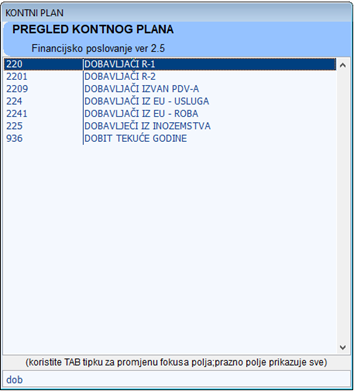 KONTNI PLAN
PREGLED KONTNOG PLANA
Financijsko poslovanje ver 2.5
220 DOBAVLJAČI R-1
2201 DOBAVLJAČI R-2
2209 DOBAVLJAČI IZVAN PDV-A
224 DOBAVLJAČI IZ EU - USLUGA
2241 DOBAVLJAČI IZ EU - ROBA
225 DOBAVLJEČI IZ INOZEMSTVA
936 DOBIT TEKUĆE GODINE
(koristite TAB tipku za promjenu fokusa polja;prazno polje prikazuje sve)
dob